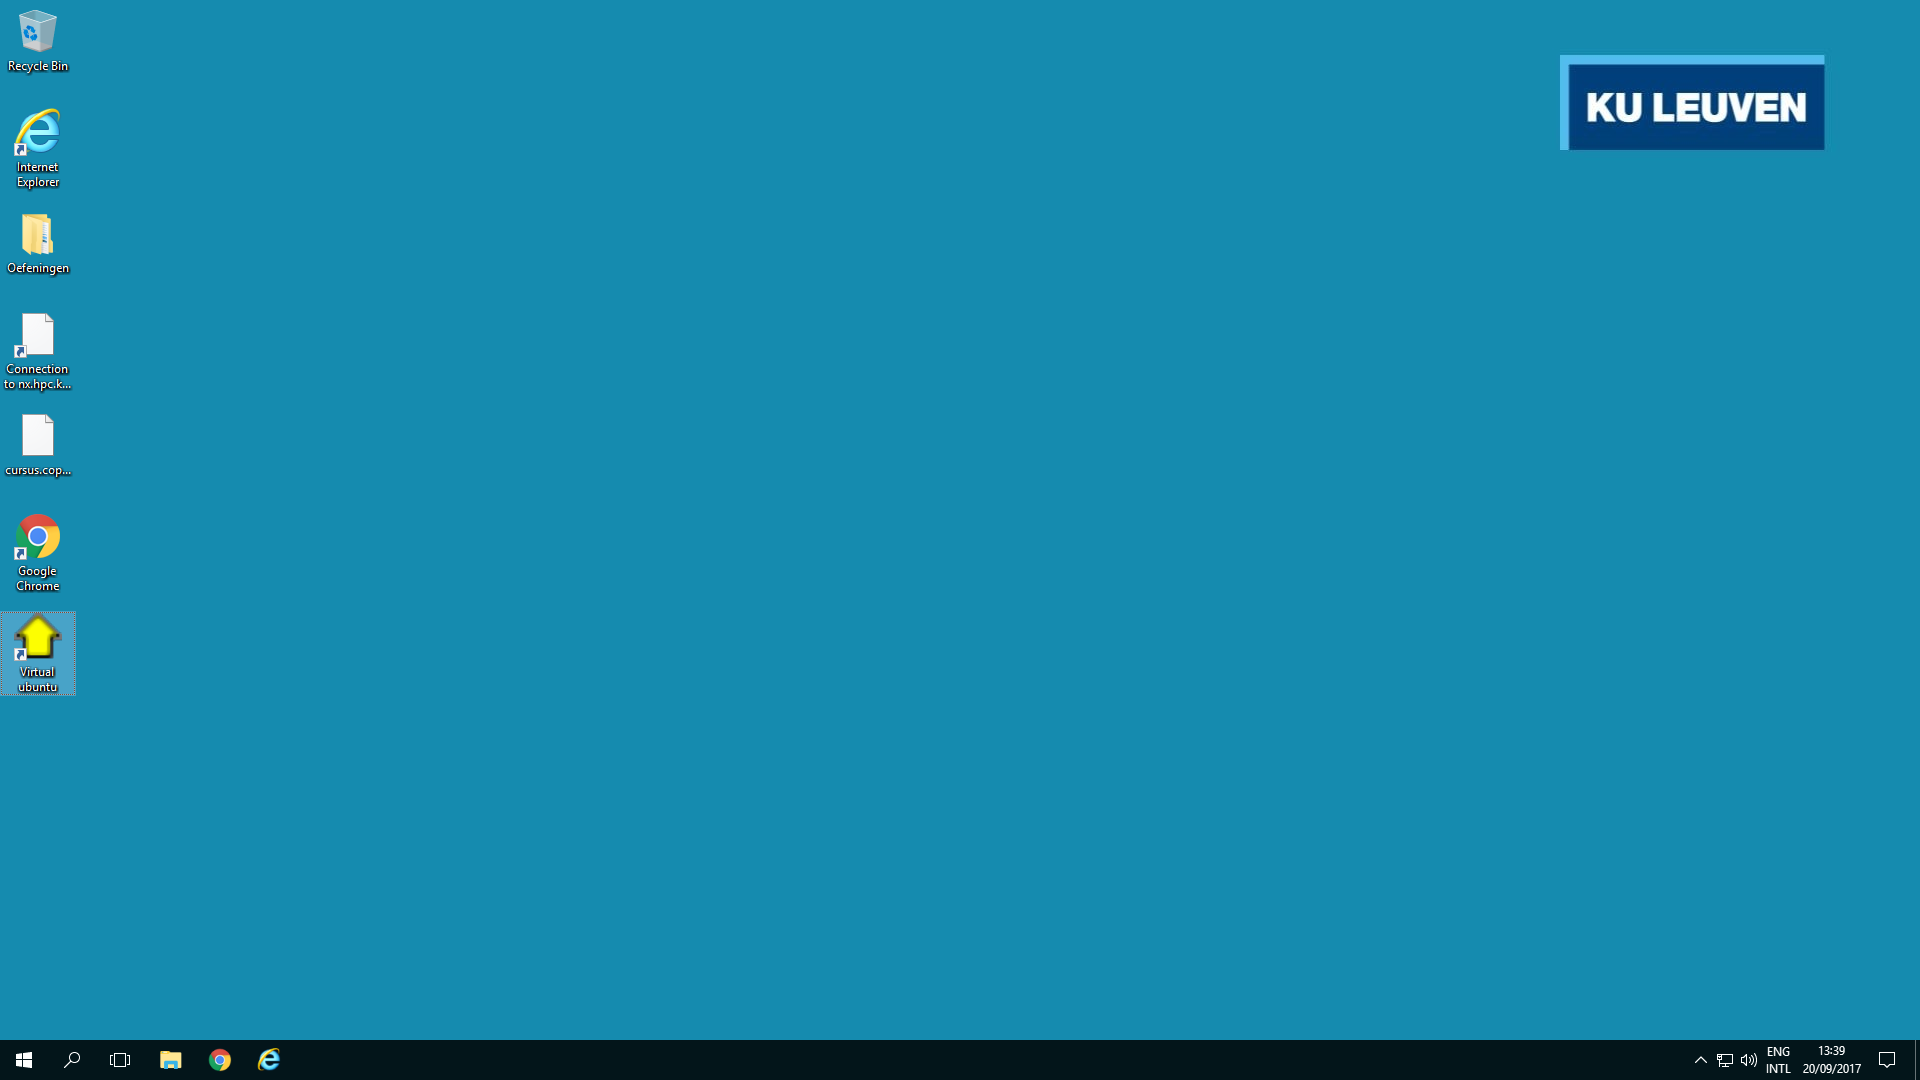 Recycle Bin
KU LEUVEN
Internet
Explorer
Oefeningen
Connection
to nx.hpc.k...
cursus.cop...
Google
Chrome
Virtual
ubuntu
ENG
INTL
13:39
20/09/2017